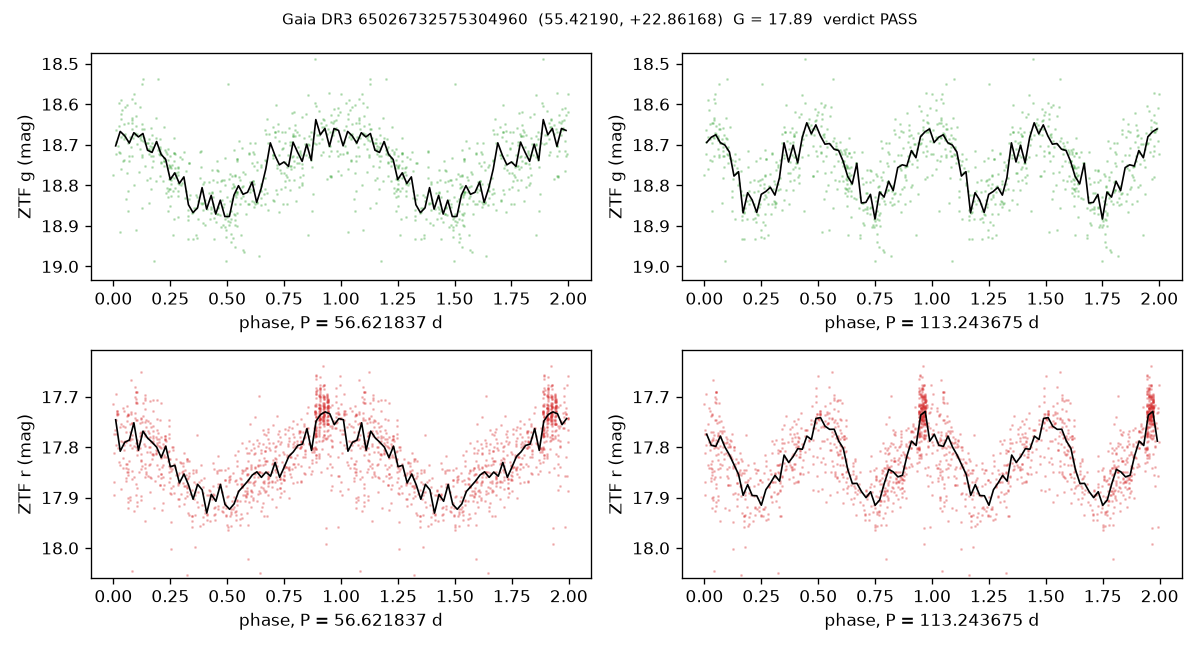 Gaia DR3 65026732575304960  (55.42190, +22.86168)  G = 17.89  verdict PASS
ZTF g (mag)
18.5
18.6
18.7
18.8
18.9
19.0
0.00 0.25 0.50 0.75 1.00 1.25 1.50 1.75 2.00
phase, P = 56.621837 d
ZTF g (mag)
18.5
18.6
18.7
18.8
18.9
19.0
0.00 0.25 0.50 0.75 1.00 1.25 1.50 1.75 2.00
phase, P = 113.243675 d
ZTF r (mag)
17.7
17.8
17.9
18.0
0.00 0.25 0.50 0.75 1.00 1.25 1.50 1.75 2.00
phase, P = 56.621837 d
ZTF r (mag)
17.7
17.8
17.9
18.0
0.00 0.25 0.50 0.75 1.00 1.25 1.50 1.75 2.00
phase, P = 113.243675 d